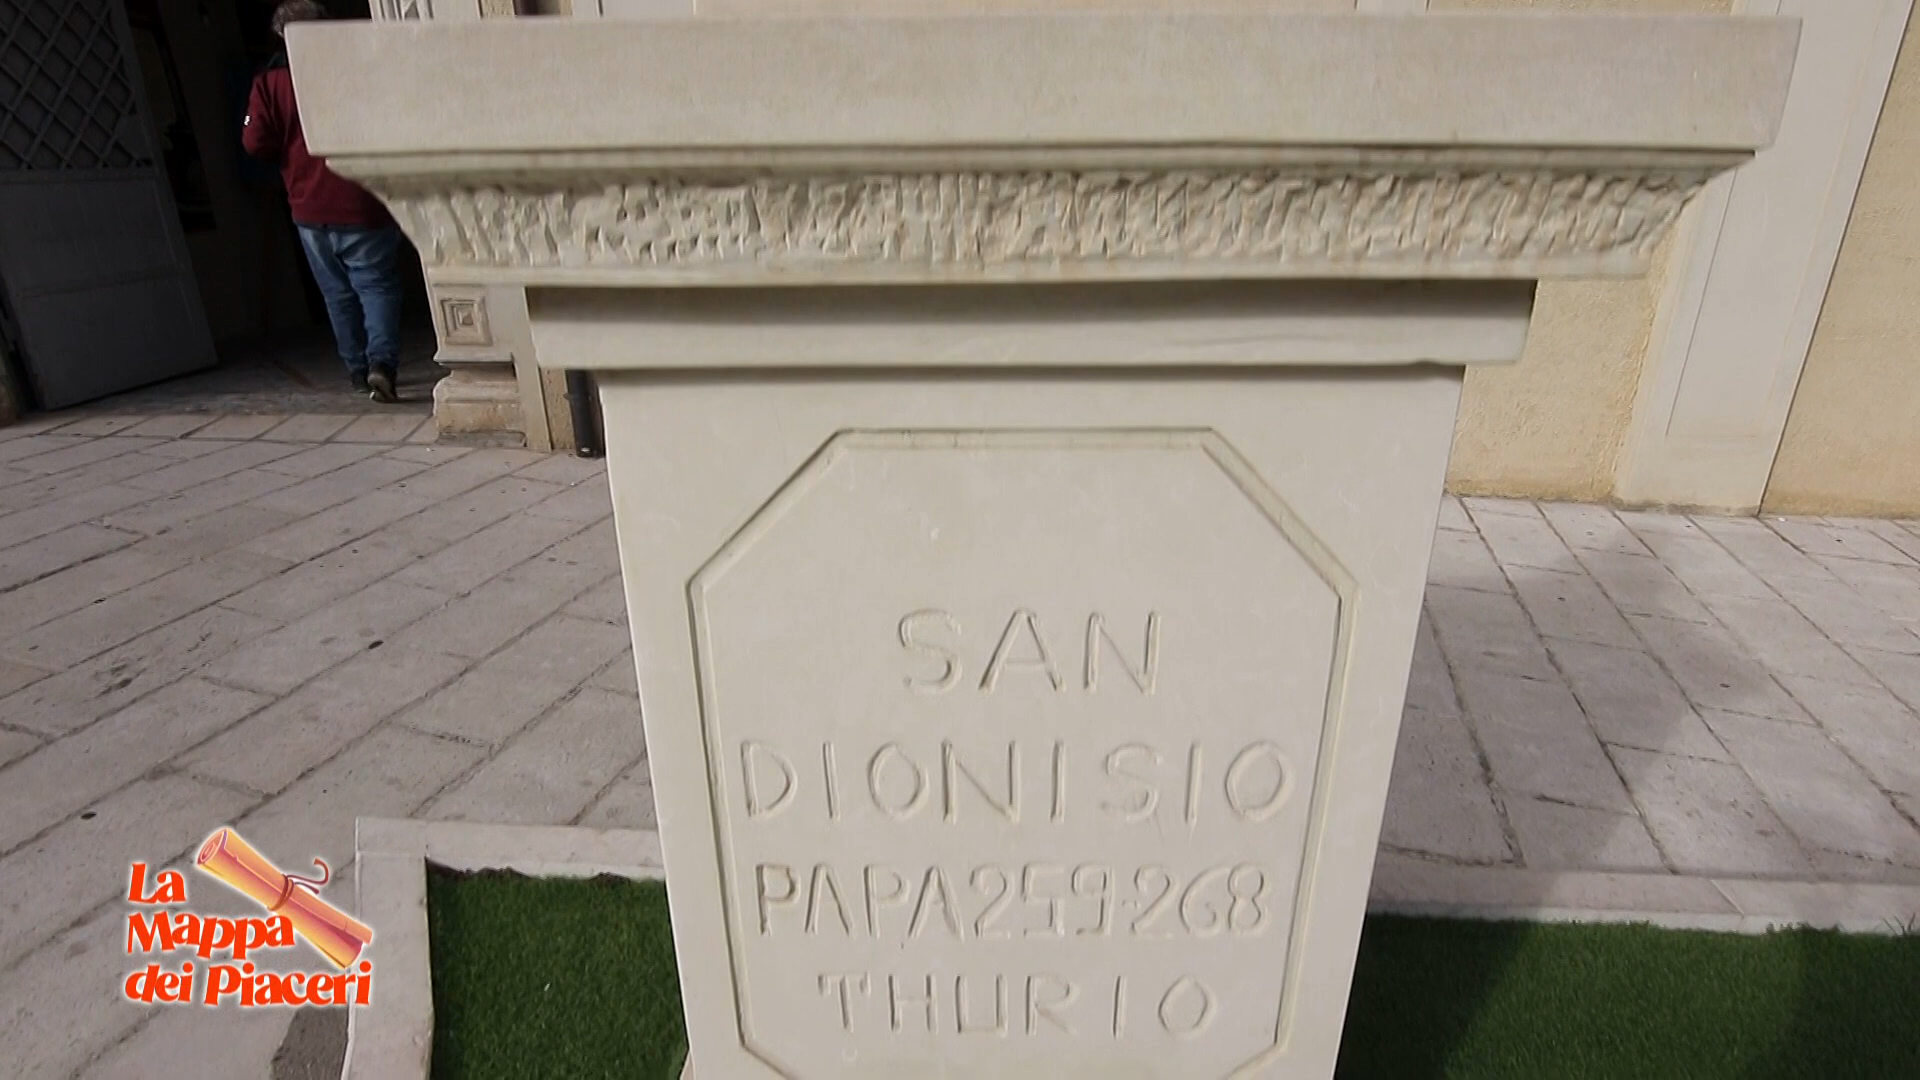 SAN
DIONISIO
PAPA 259-268
THURIO
La
Mappa
dei Piaceri